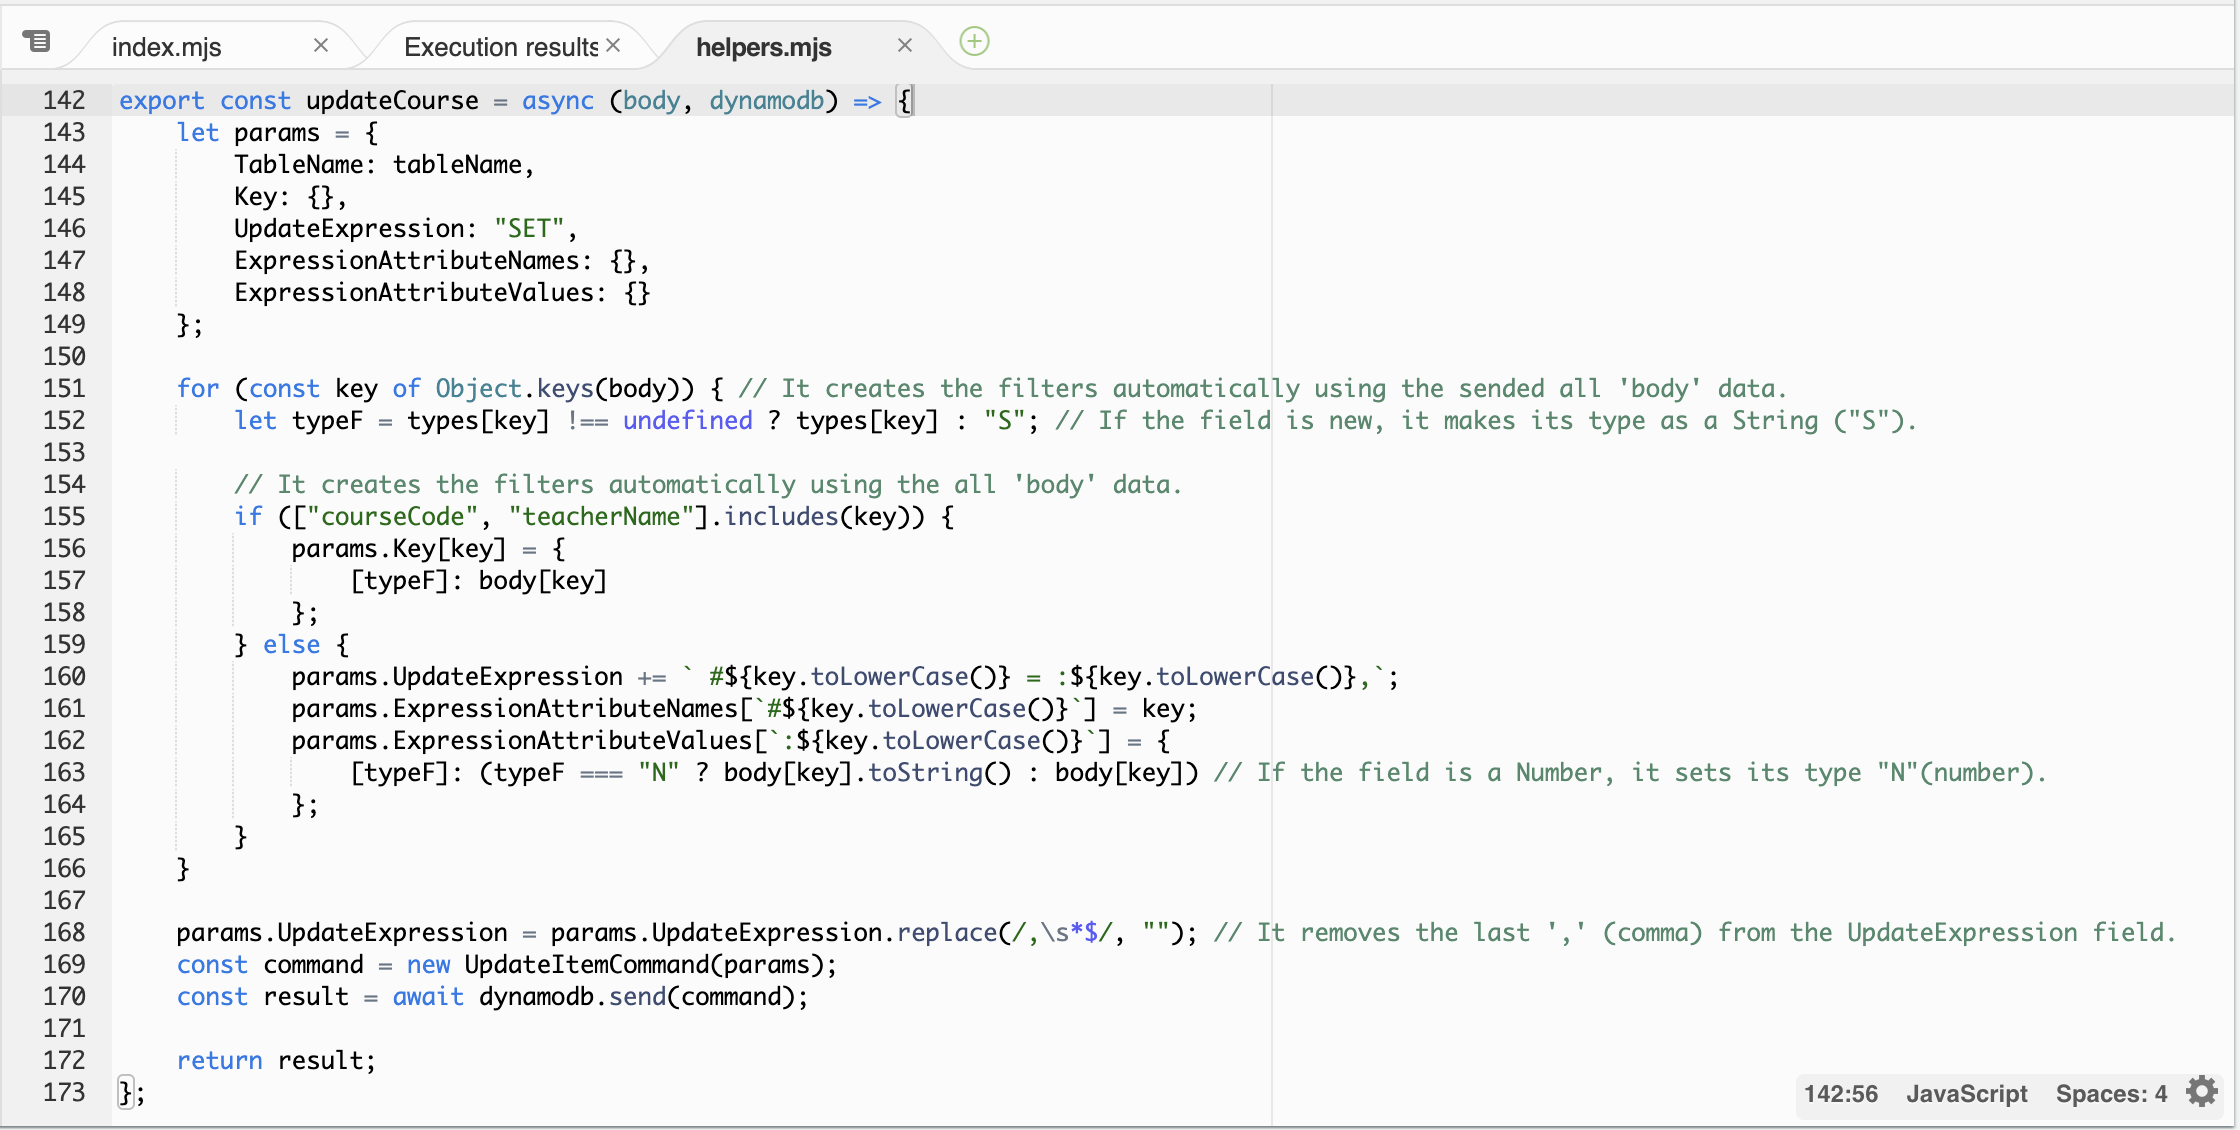 index.mjs × Execution results × helpers.mjs ×
142 export const updateCourse = async (body, dynamodb) => {
143     let params = {
144         TableName: tableName,
145         Key: {},
146         UpdateExpression: "SET",
147         ExpressionAttributeNames: {},
148         ExpressionAttributeValues: {}
149     };
150
151     for (const key of Object.keys(body)) { // It creates the filters automatically using the sended all 'body' data.
152         let typeF = types[key] !== undefined ? types[key] : "S"; // If the field is new, it makes its type as a String ("S").
153
154         // It creates the filters automatically using the all 'body' data.
155         if (["courseCode", "teacherName"].includes(key)) {
156             params.Key[key] = {
157                 [typeF]: body[key]
158             };
159         } else {
160             params.UpdateExpression += ` #${key.toLowerCase()} = :${key.toLowerCase()},`;
161             params.ExpressionAttributeNames[`#${key.toLowerCase()}`] = key;
162             params.ExpressionAttributeValues[`:${key.toLowerCase()}`] = {
163                 [typeF]: (typeF === "N" ? body[key].toString() : body[key]) // If the field is a Number, it sets its type "N"(number).
164             };
165         }
166     }
167
168     params.UpdateExpression = params.UpdateExpression.replace(/,\s*$/, ""); // It removes the last ',' (comma) from the UpdateExpression field.
169     const command = new UpdateItemCommand(params);
170     const result = await dynamodb.send(command);
171
172     return result;
173 };
142:56 JavaScript Spaces: 4